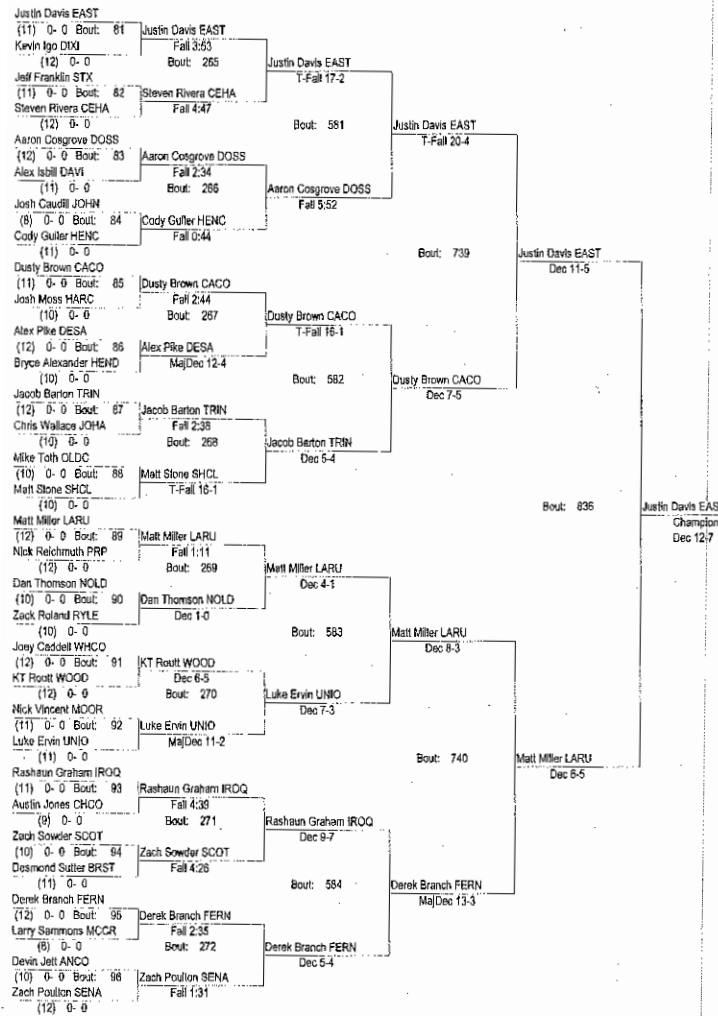 Justin Davis EAST
(11) 0- 0 Bout: 81
Kevin Igo DIXI
(12) 0- 0
Jeff Franklin STX
(11) 0- 0 Bout: 82
Steven Rivera CEHA
(12) 0- 0
Aaron Cosgrove DOSS
(12) 0- 0 Bout: 83
Alex Isbill DAVI
(11) 0- 0
Josh Caudill JOHN
(8) 0- 0 Bout: 84
Cody Guller HENC
(11) 0- 0
Dusty Brown CACO
(11) 0- 0 Bout: 85
Josh Moss HARC
(10) 0- 0
Alex Pike DESA
(12) 0- 0 Bout: 86
Bryce Alexander HEND
(10) 0- 0
Jacob Barton TRIN
(12) 0- 0 Bout: 87
Chris Wallace JOHA
(10) 0- 0
Mike Toth OLDC
(10) 0- 0 Bout: 88
Matt Slone SHCL
(10) 0- 0
Matt Miller LARU
(12) 0- 0 Bout: 89
Nick Reichmuth PRP
(12) 0- 0
Dan Thomson NOLD
(10) 0- 0 Bout: 90
Zack Roland RYLE
(10) 0- 0
Joey Caddell WHCO
(12) 0- 0 Bout: 91
KT Routt WOOD
(12) 0- 0
Nick Vincent MOOR
(11) 0- 0 Bout: 92
Luke Ervin UNIO
(11) 0- 0
Rashaun Graham IROQ
(11) 0- 0 Bout: 93
Austin Jones CHCO
(9) 0- 0
Zach Sowder SCOT
(10) 0- 0 Bout: 94
Desmond Sutter BRST
(11) 0- 0
Derek Branch FERN
(12) 0- 0 Bout: 95
Larry Sammons MCCR
(8) 0- 0
Devin Jett ANCO
(10) 0- 0 Bout: 96
Zach Poulton SENA
(12) 0- 0
Justin Davis EAST
Fall 3:53
Bout: 265
Steven Rivera CEHA
Fall 4:47
Aaron Cosgrove DOSS
Fall 2:34
Bout: 266
Cody Guller HENC
Fall 0:44
Dusty Brown CACO
Fall 2:44
Bout: 267
Alex Pike DESA
MajDec 12-4
Jacob Barton TRIN
Fall 2:38
Bout: 268
Matt Slone SHCL
T-Fall 16-1
Matt Miller LARU
Fall 1:11
Bout: 269
Dan Thomson NOLD
Dec 1-0
KT Routt WOOD
Dec 6-5
Bout: 270
Luke Ervin UNIO
MajDec 11-2
Rashaun Graham IROQ
Fall 4:39
Bout: 271
Zach Sowder SCOT
Fall 4:26
Derek Branch FERN
Fall 2:35
Bout: 272
Zach Poulton SENA
Fall 1:31
Justin Davis EAST
T-Fall 17-2
Bout: 581
Aaron Cosgrove DOSS
Fall 5:52
Dusty Brown CACO
T-Fall 16-1
Bout: 582
Jacob Barton TRIN
Dec 5-4
Matt Miller LARU
Dec 4-1
Bout: 583
Luke Ervin UNIO
Dec 7-3
Rashaun Graham IROQ
Dec 9-7
Bout: 584
Derek Branch FERN
Dec 5-4
Justin Davis EAST
T-Fall 20-4
Bout: 739
Dusty Brown CACO
Dec 7-5
Matt Miller LARU
Dec 8-3
Bout: 740
Derek Branch FERN
MajDec 13-3
Justin Davis EAST
Dec 11-5
Bout: 836
Matt Miller LARU
Dec 6-5
Justin Davis EAS
Champion
Dec 12-7